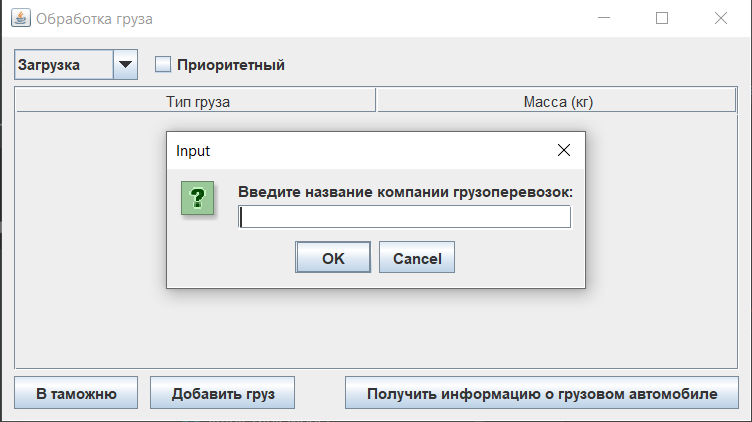 Обработка груза
Загрузка
Приоритетный
Тип груза
Масса (кг)
Input
Введите название компании грузоперевозок:
OK
Cancel
В таможню
Добавить груз
Получить информацию о грузовом автомобиле